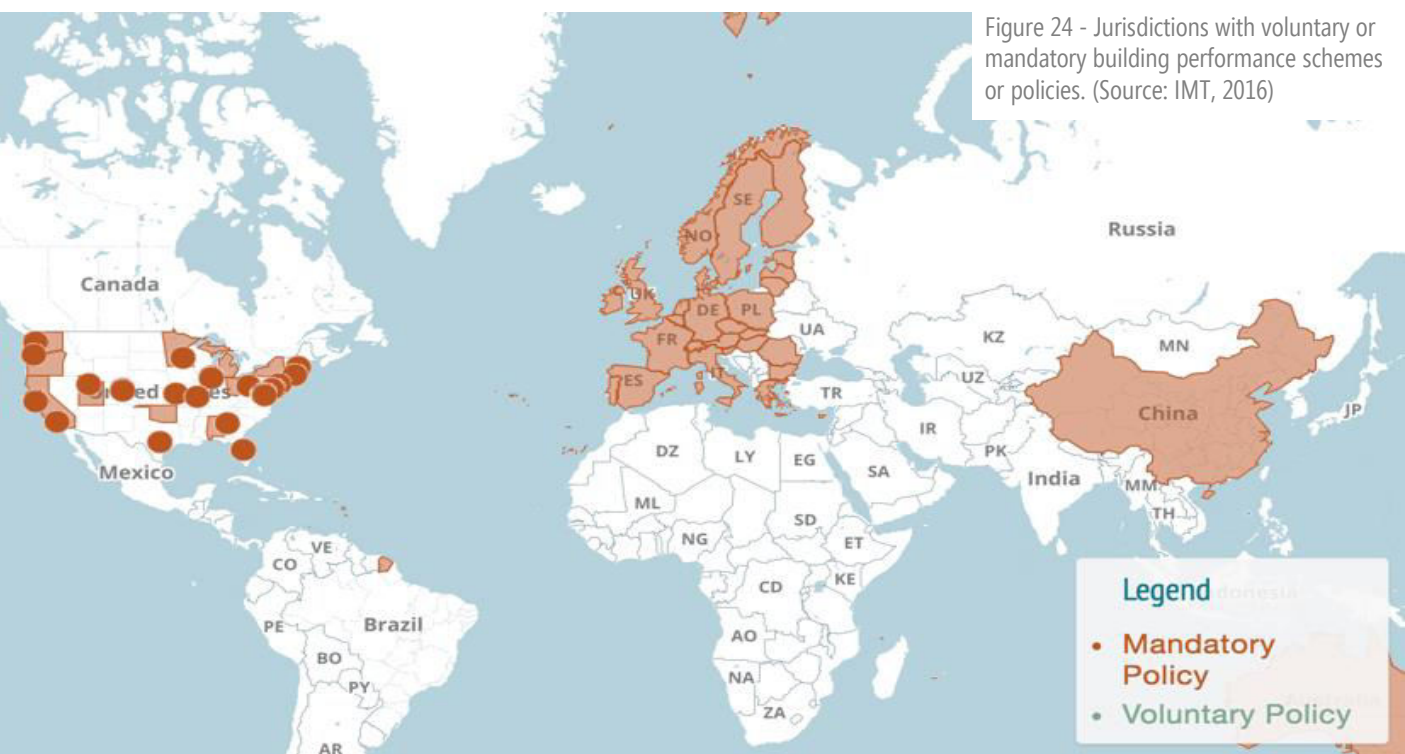 Figure 24 - Jurisdictions with voluntary or
mandatory building performance schemes
or policies. (Source: IMT, 2016)
Russia
Canada
SE
NO
UK
DE
PL
UA
FR
KZ
MN
IT
ES
UZ
TR
China
JP
IR
PK
Mexico
DZ
LY
EG
SA
India
MM
TH
ML
NG
SD
ET
VE
CO
CD
KE
PE
Brazil
AO
BO
NA
PY
ZA
AR
Legend
Mandatory
Policy
Voluntary Policy
Australia